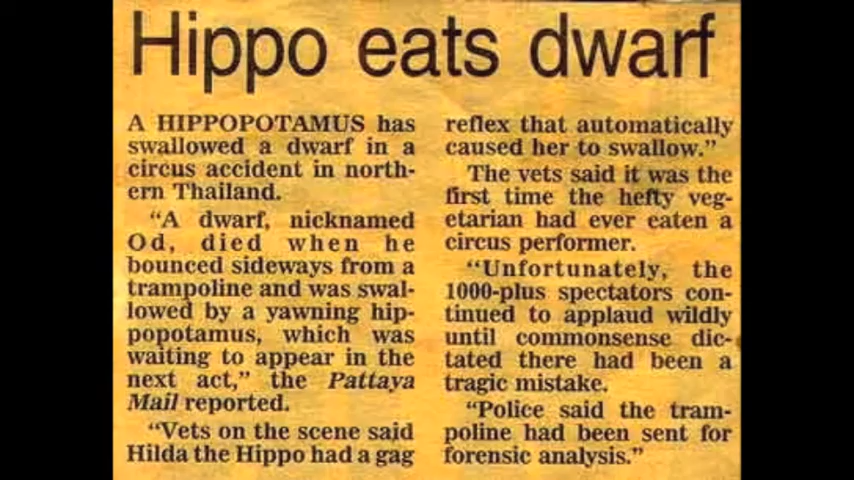 Hippo eats dwarf
A HIPPOPOTAMUS has
swallowed a dwarf in a
circus accident in north-
ern Thailand.
“A dwarf, nicknamed
Od, died when he
bounced sideways from a
trampoline and was swal-
lowed by a yawning hip-
popotamus, which was
waiting to appear in the
next act,” the Pattaya
Mail reported.
“Vets on the scene said
Hilda the Hippo had a gag
reflex that automatically
caused her to swallow.”
The vets said it was the
first time the hefty veg-
etarian had ever eaten a
circus performer.
“Unfortunately, the
1000-plus spectators con-
tinued to applaud wildly
until commonsense dic-
tated there had been a
tragic mistake.
“Police said the tram-
poline had been sent for
forensic analysis.”